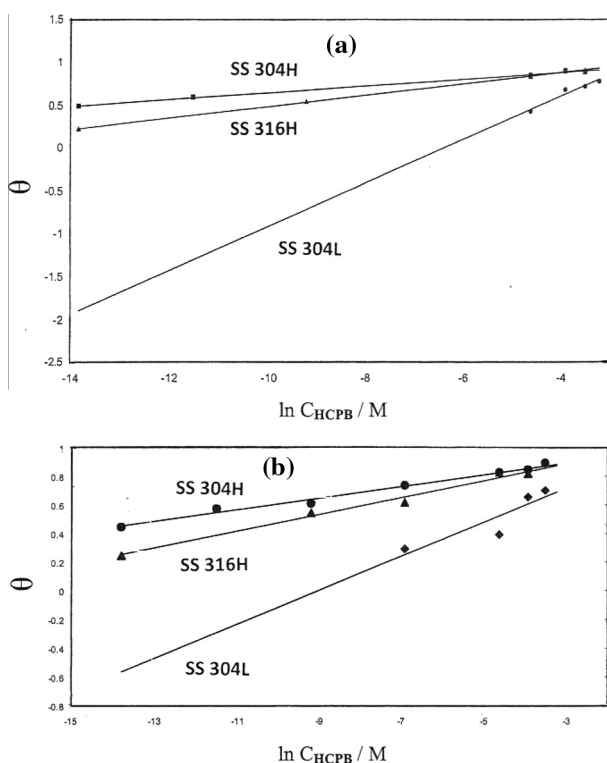 1.5
(a)
1
SS 304H
0.5
SS 316H
0
θ
-0.5
SS 304L
-1
-1.5
-2
-2.5
-14 -12 -10 -8 -6 -4
ln C_HCPB / M
1
(b)
0.8
SS 304H
0.6
0.4
SS 316H
0.2
θ
0
-0.2
SS 304L
-0.4
-0.6
-0.8
-15 -13 -11 -9 -7 -5 -3
ln C_HCPB / M